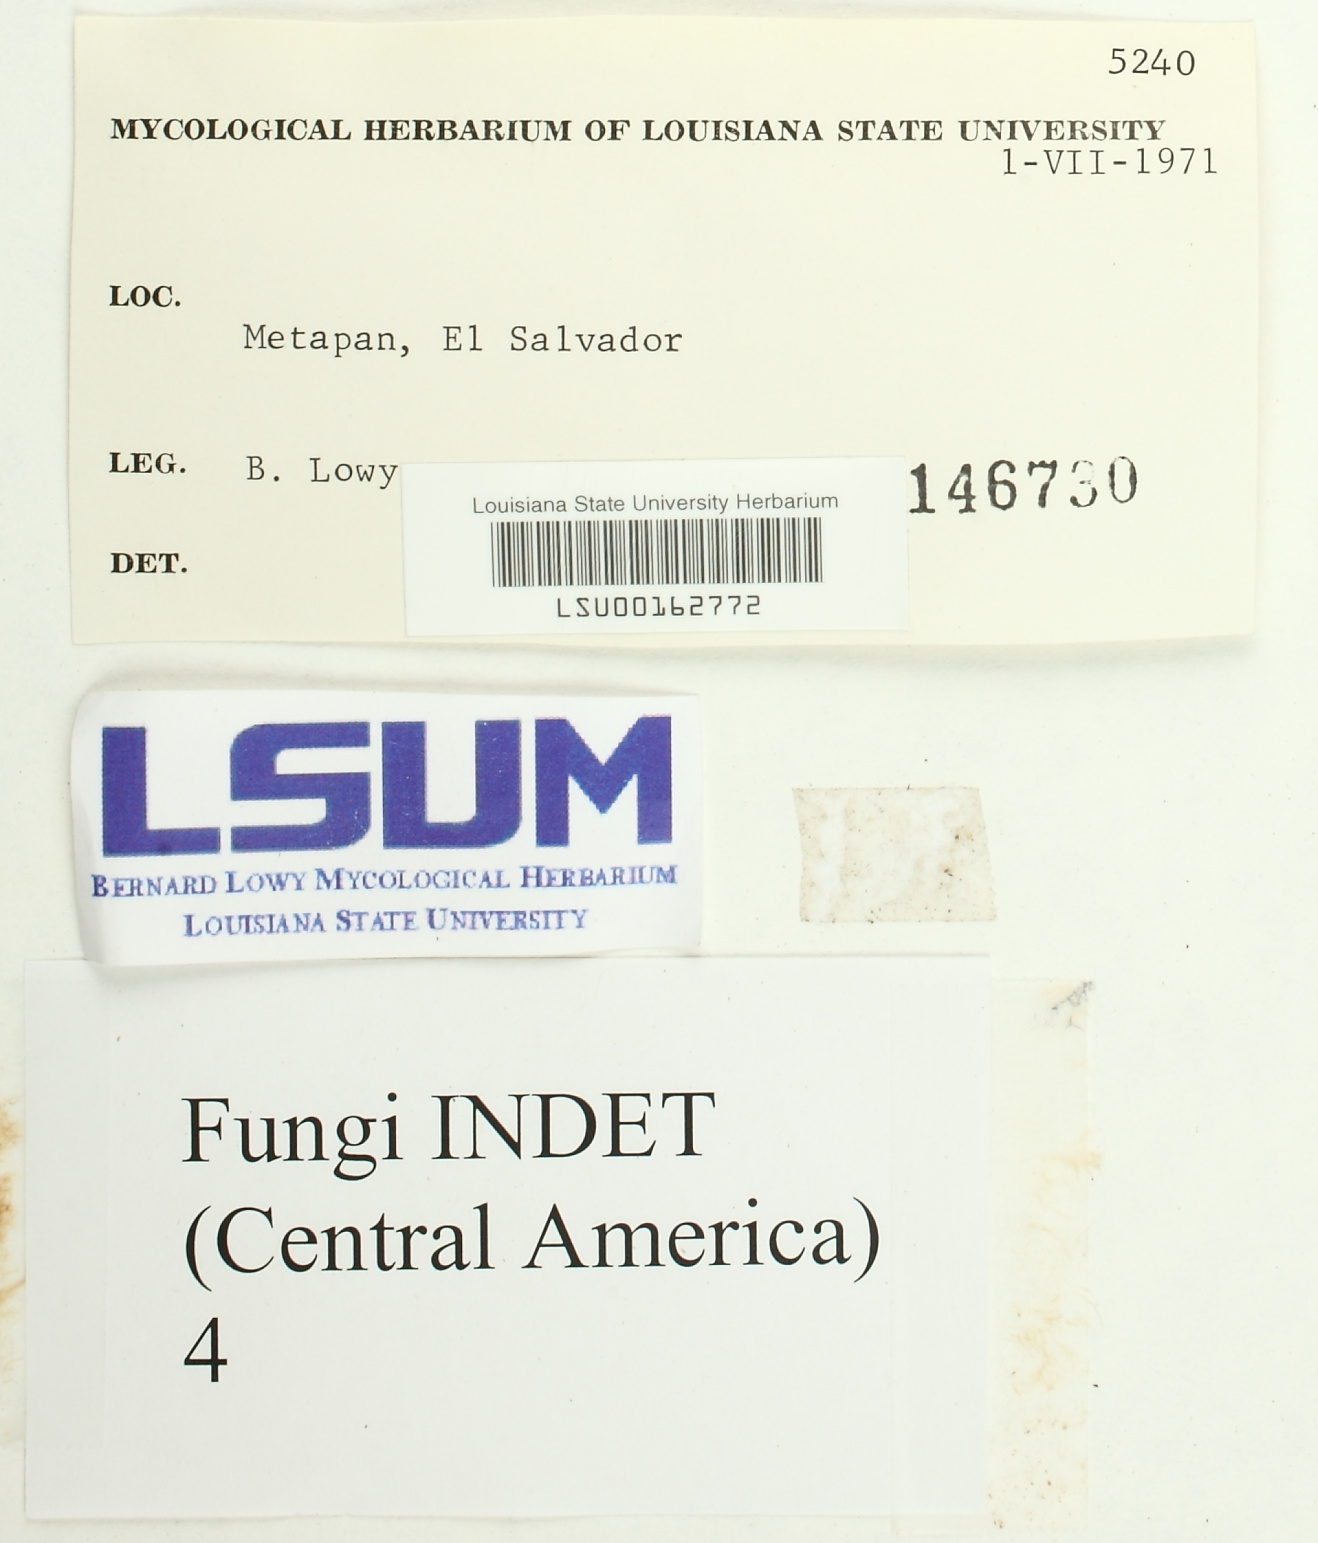 5240
MYCOLOGICAL HERBARIUM OF LOUISIANA STATE UNIVERSITY
1-VII-1971
LOC.
Metapan, El Salvador
LEG. B. Lowy
146730
Louisiana State University Herbarium
LSU00162772
DET.
LSUM
BERNARD LOWY MYCOLOGICAL HERBARIUM
LOUISIANA STATE UNIVERSITY
Fungi INDET
(Central America)
4